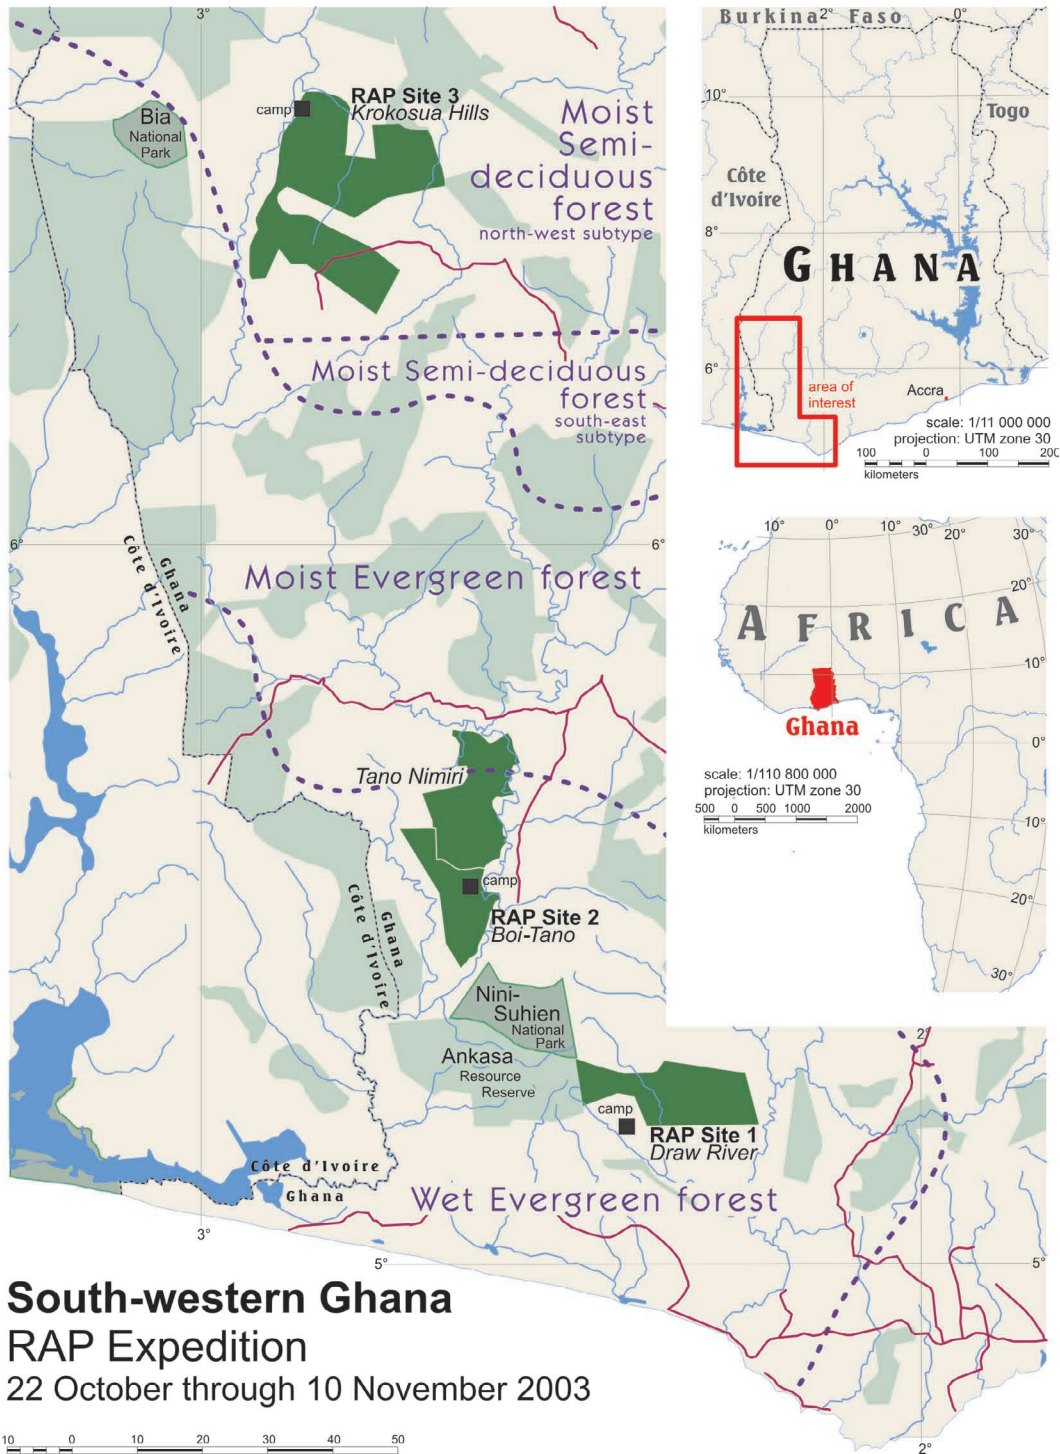 3°
RAP Site 3
Krokosua Hills
camp
Bia
National
Park
Moist
Semi-
deciduous
forest
north-west subtype
Moist Semi-deciduous
forest
south-east
subtype
6°
6°
Ghana
Côte d'Ivoire
Moist Evergreen forest
Tano Nimiri
camp
RAP Site 2
Boi-Tano
Ghana
Côte d'Ivoire
Nini-
Suhien
National
Park
Ankasa
Resource
Reserve
camp
RAP Site 1
Draw River
2°
Côte d'Ivoire
Ghana
Wet Evergreen forest
3°
5°
5°
2°
South-western Ghana
RAP Expedition
22 October through 10 November 2003
10 0 10 20 30 40 50
Burkina Faso
2°
0°
10°
Togo
Côte
d'Ivoire
8°
GHANA
6°
area of
interest
Accra
scale: 1/11 000 000
projection: UTM zone 30
100 0 100 200
kilometers
10° 0° 10° 20° 30°
30°
20°
AFRICA
10°
Ghana
0°
scale: 1/110 800 000
projection: UTM zone 30
500 0 500 1000 2000
kilometers
10°
20°
30°